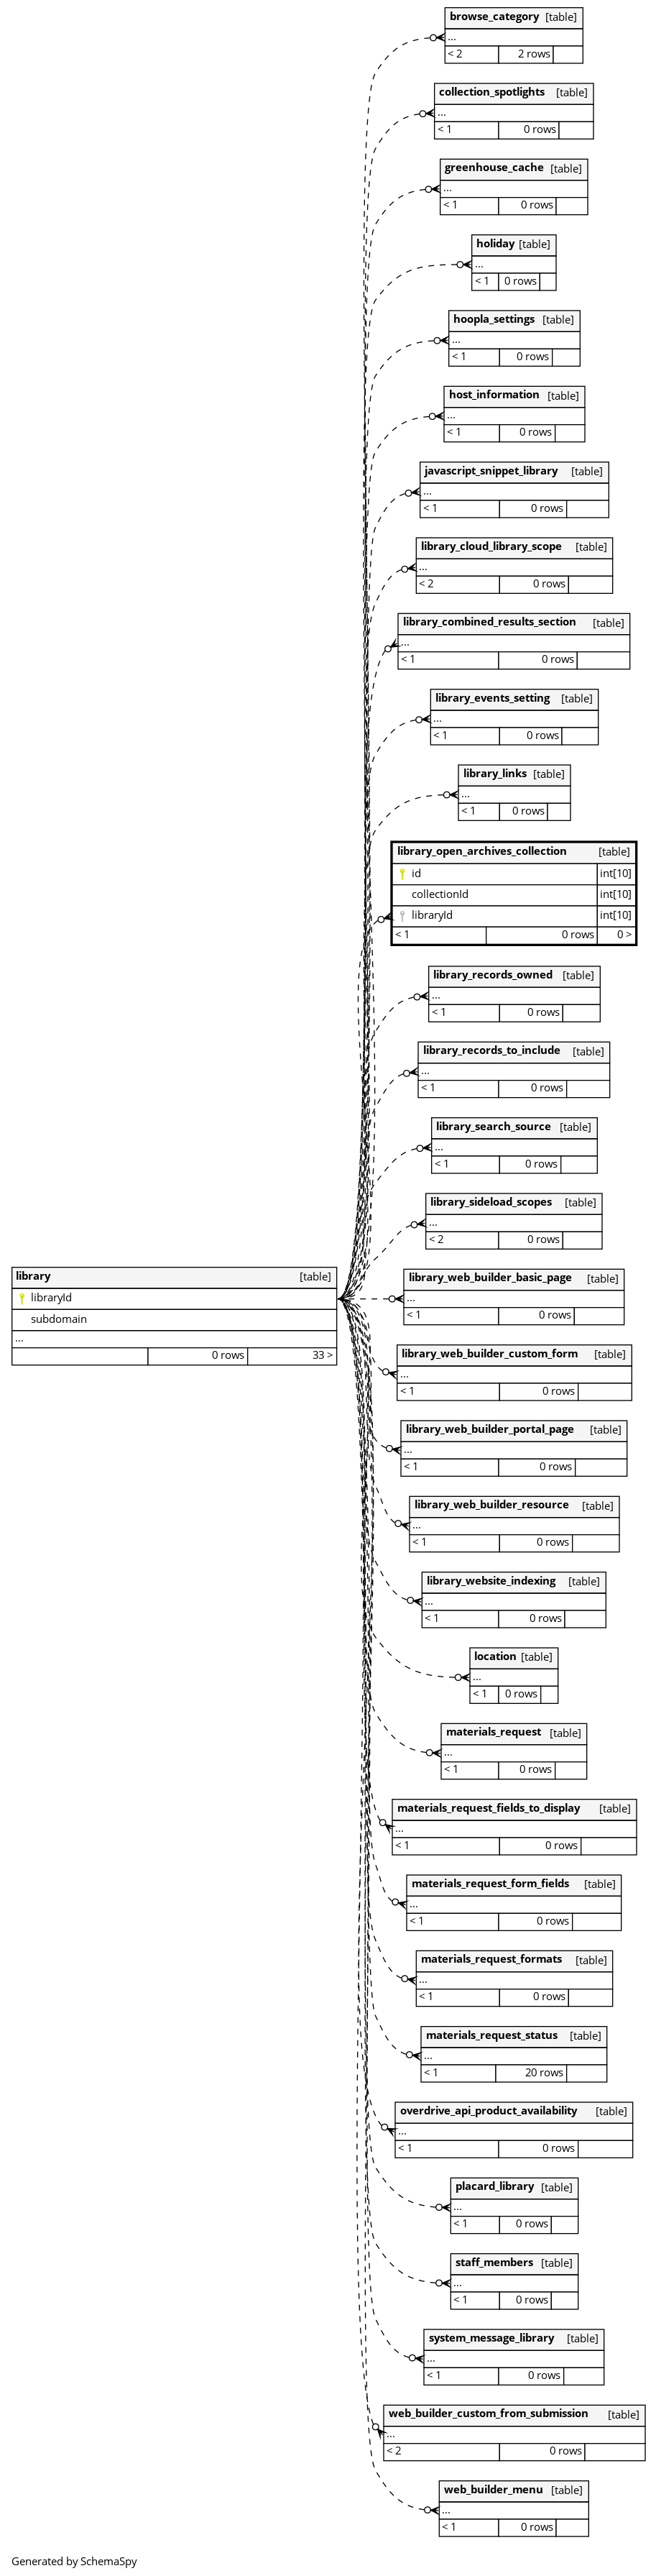 browse_category [table]
...
< 2 2 rows
collection_spotlights [table]
...
< 1 0 rows
greenhouse_cache [table]
...
< 1 0 rows
holiday [table]
...
< 1 0 rows
hoopla_settings [table]
...
< 1 0 rows
host_information [table]
...
< 1 0 rows
javascript_snippet_library [table]
...
< 1 0 rows
library_cloud_library_scope [table]
...
< 2 0 rows
library_combined_results_section [table]
...
< 1 0 rows
library_events_setting [table]
...
< 1 0 rows
library_links [table]
...
< 1 0 rows
library_open_archives_collection [table]
id int[10]
collectionId int[10]
libraryId int[10]
< 1 0 rows 0 >
library_records_owned [table]
...
< 1 0 rows
library_records_to_include [table]
...
< 1 0 rows
library_search_source [table]
...
< 1 0 rows
library_sideload_scopes [table]
...
< 2 0 rows
library [table]
libraryId
subdomain
...
0 rows 33 >
library_web_builder_basic_page [table]
...
< 1 0 rows
library_web_builder_custom_form [table]
...
< 1 0 rows
library_web_builder_portal_page [table]
...
< 1 0 rows
library_web_builder_resource [table]
...
< 1 0 rows
library_website_indexing [table]
...
< 1 0 rows
location [table]
...
< 1 0 rows
materials_request [table]
...
< 1 0 rows
materials_request_fields_to_display [table]
...
< 1 0 rows
materials_request_form_fields [table]
...
< 1 0 rows
materials_request_formats [table]
...
< 1 0 rows
materials_request_status [table]
...
< 1 20 rows
overdrive_api_product_availability [table]
...
< 1 0 rows
placard_library [table]
...
< 1 0 rows
staff_members [table]
...
< 1 0 rows
system_message_library [table]
...
< 1 0 rows
web_builder_custom_from_submission [table]
...
< 2 0 rows
web_builder_menu [table]
...
< 1 0 rows
Generated by SchemaSpy